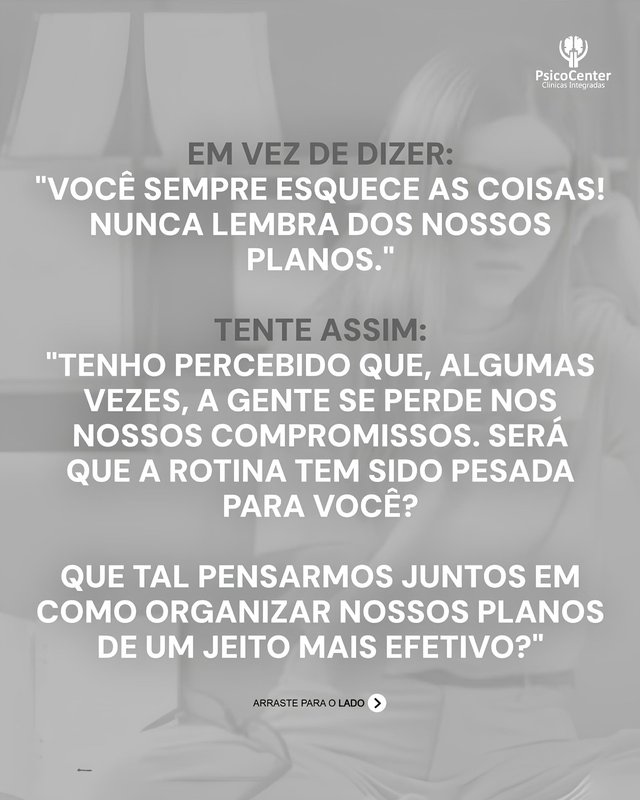 PsicoCenter
Clínicas Integradas
EM VEZ DE DIZER:
"VOCÊ SEMPRE ESQUECE AS COISAS!
NUNCA LEMBRA DOS NOSSOS
PLANOS."
TENTE ASSIM:
"TENHO PERCEBIDO QUE, ALGUMAS
VEZES, A GENTE SE PERDE NOS
NOSSOS COMPROMISSOS. SERÁ
QUE A ROTINA TEM SIDO PESADA
PARA VOCÊ?
QUE TAL PENSARMOS JUNTOS EM
COMO ORGANIZAR NOSSOS PLANOS
DE UM JEITO MAIS EFETIVO?"
ARRASTE PARA O LADO